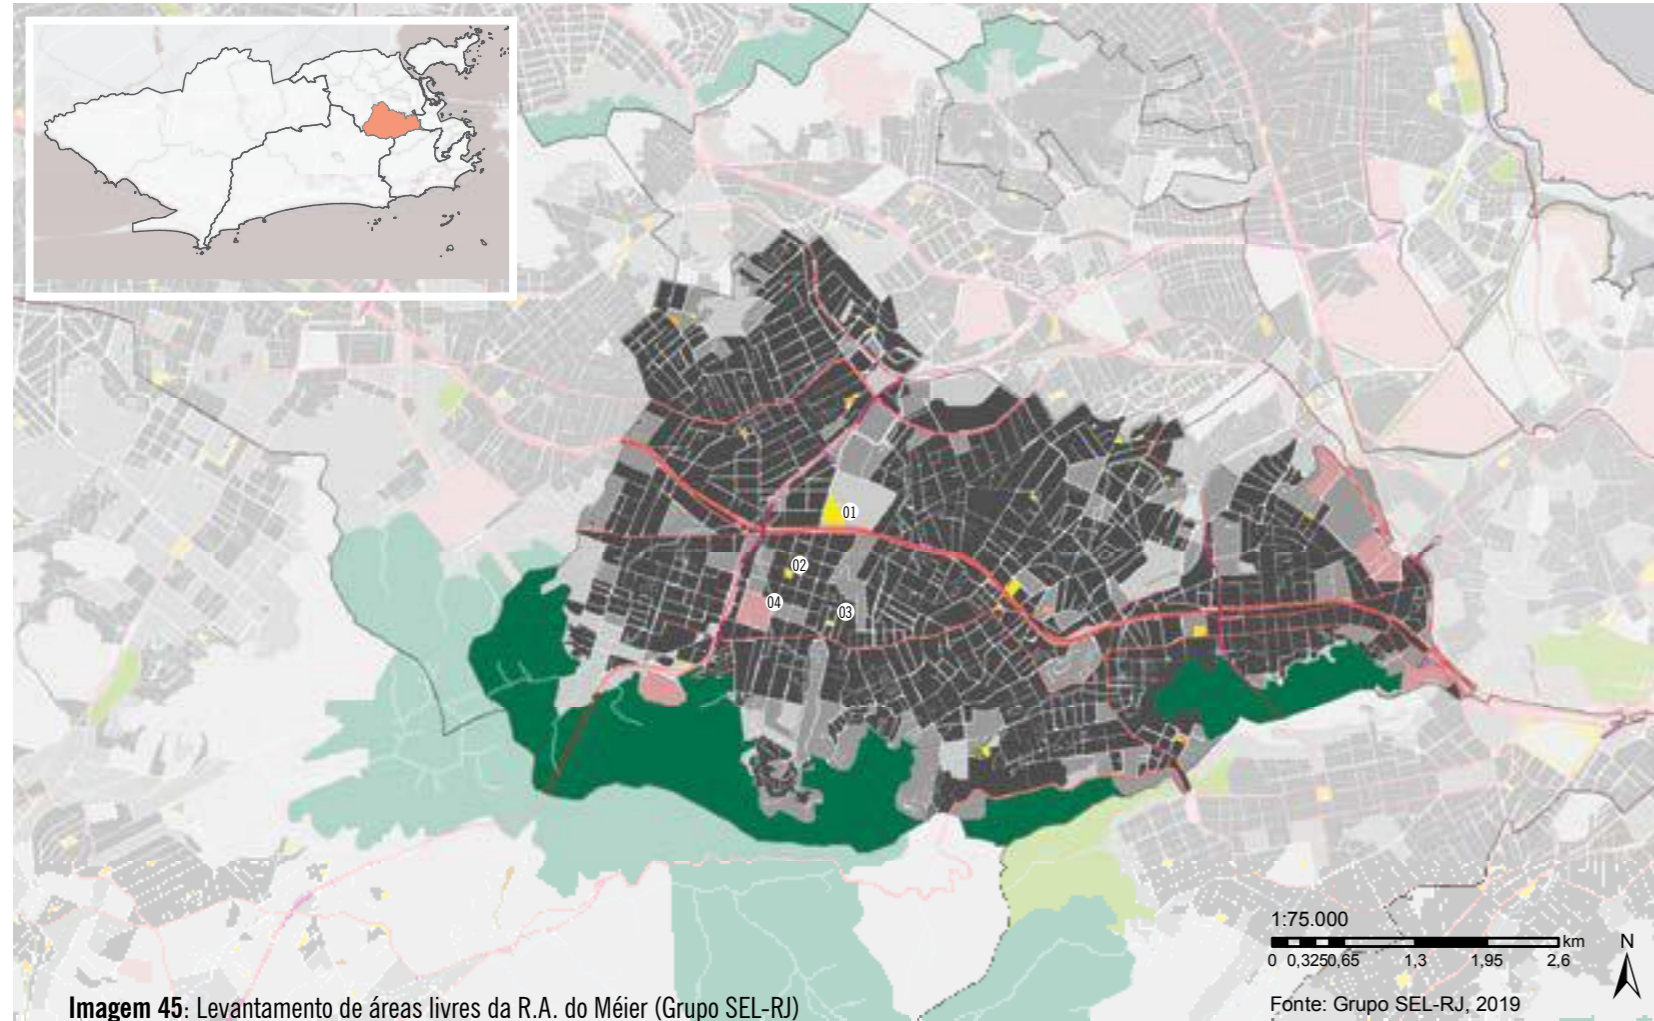 01
02
04
03
1:75.000
km
N
0 0,325 0,65 1,3 1,95 2,6
Fonte: Grupo SEL-RJ, 2019
Imagem 45: Levantamento de áreas livres da R.A. do Méier (Grupo SEL-RJ)